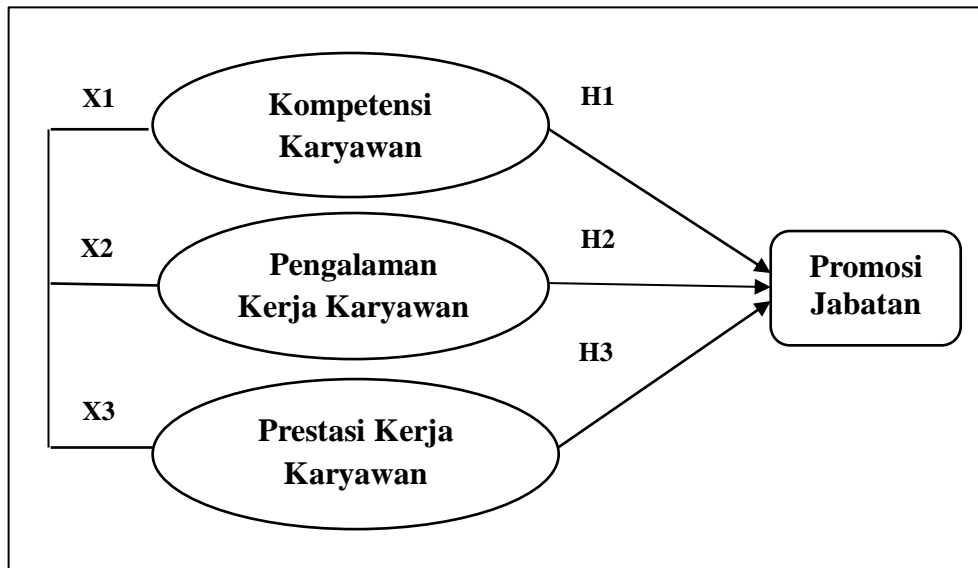 X1
Kompetensi
Karyawan
H1
X2
Pengalaman
Kerja Karyawan
H2
Promosi
Jabatan
X3
Prestasi Kerja
Karyawan
H3